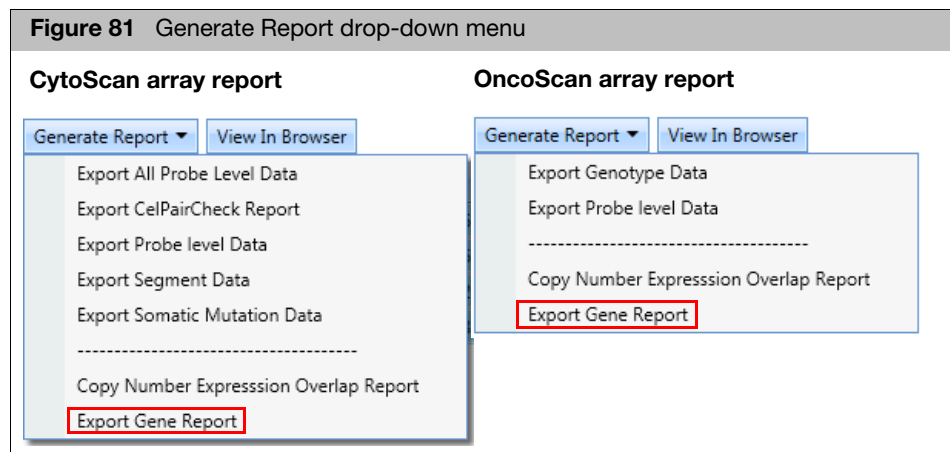 Figure 81 Generate Report drop-down menu
CytoScan array report
Generate Report View In Browser
Export All Probe Level Data
Export CelPairCheck Report
Export Probe level Data
Export Segment Data
Export Somatic Mutation Data
--------------------------------------
Copy Number Expresssion Overlap Report
Export Gene Report
OncoScan array report
Generate Report View In Browser
Export Genotype Data
Export Probe level Data
--------------------------------------
Copy Number Expresssion Overlap Report
Export Gene Report